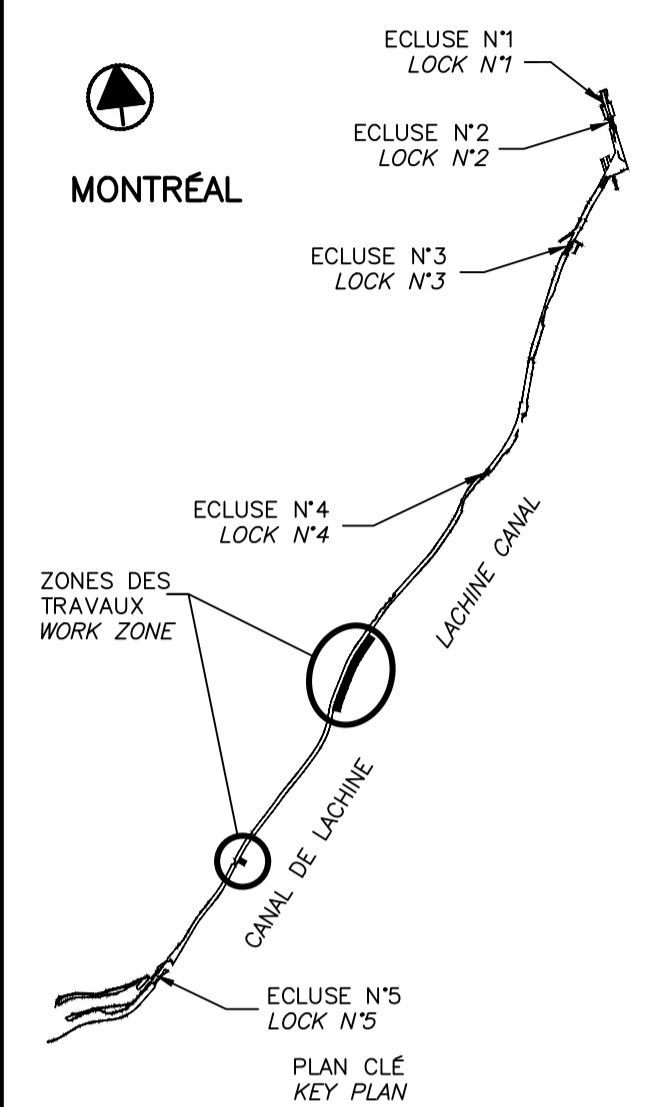 ECLUSE N°1
LOCK N°1
ECLUSE N°2
LOCK N°2
MONTRÉAL
ECLUSE N°3
LOCK N°3
ECLUSE N°4
LOCK N°4
LACHINE CANAL
ZONES DES
TRAVAUX
WORK ZONE
CANAL DE LACHINE
ECLUSE N°5
LOCK N°5
PLAN CLÉ
KEY PLAN